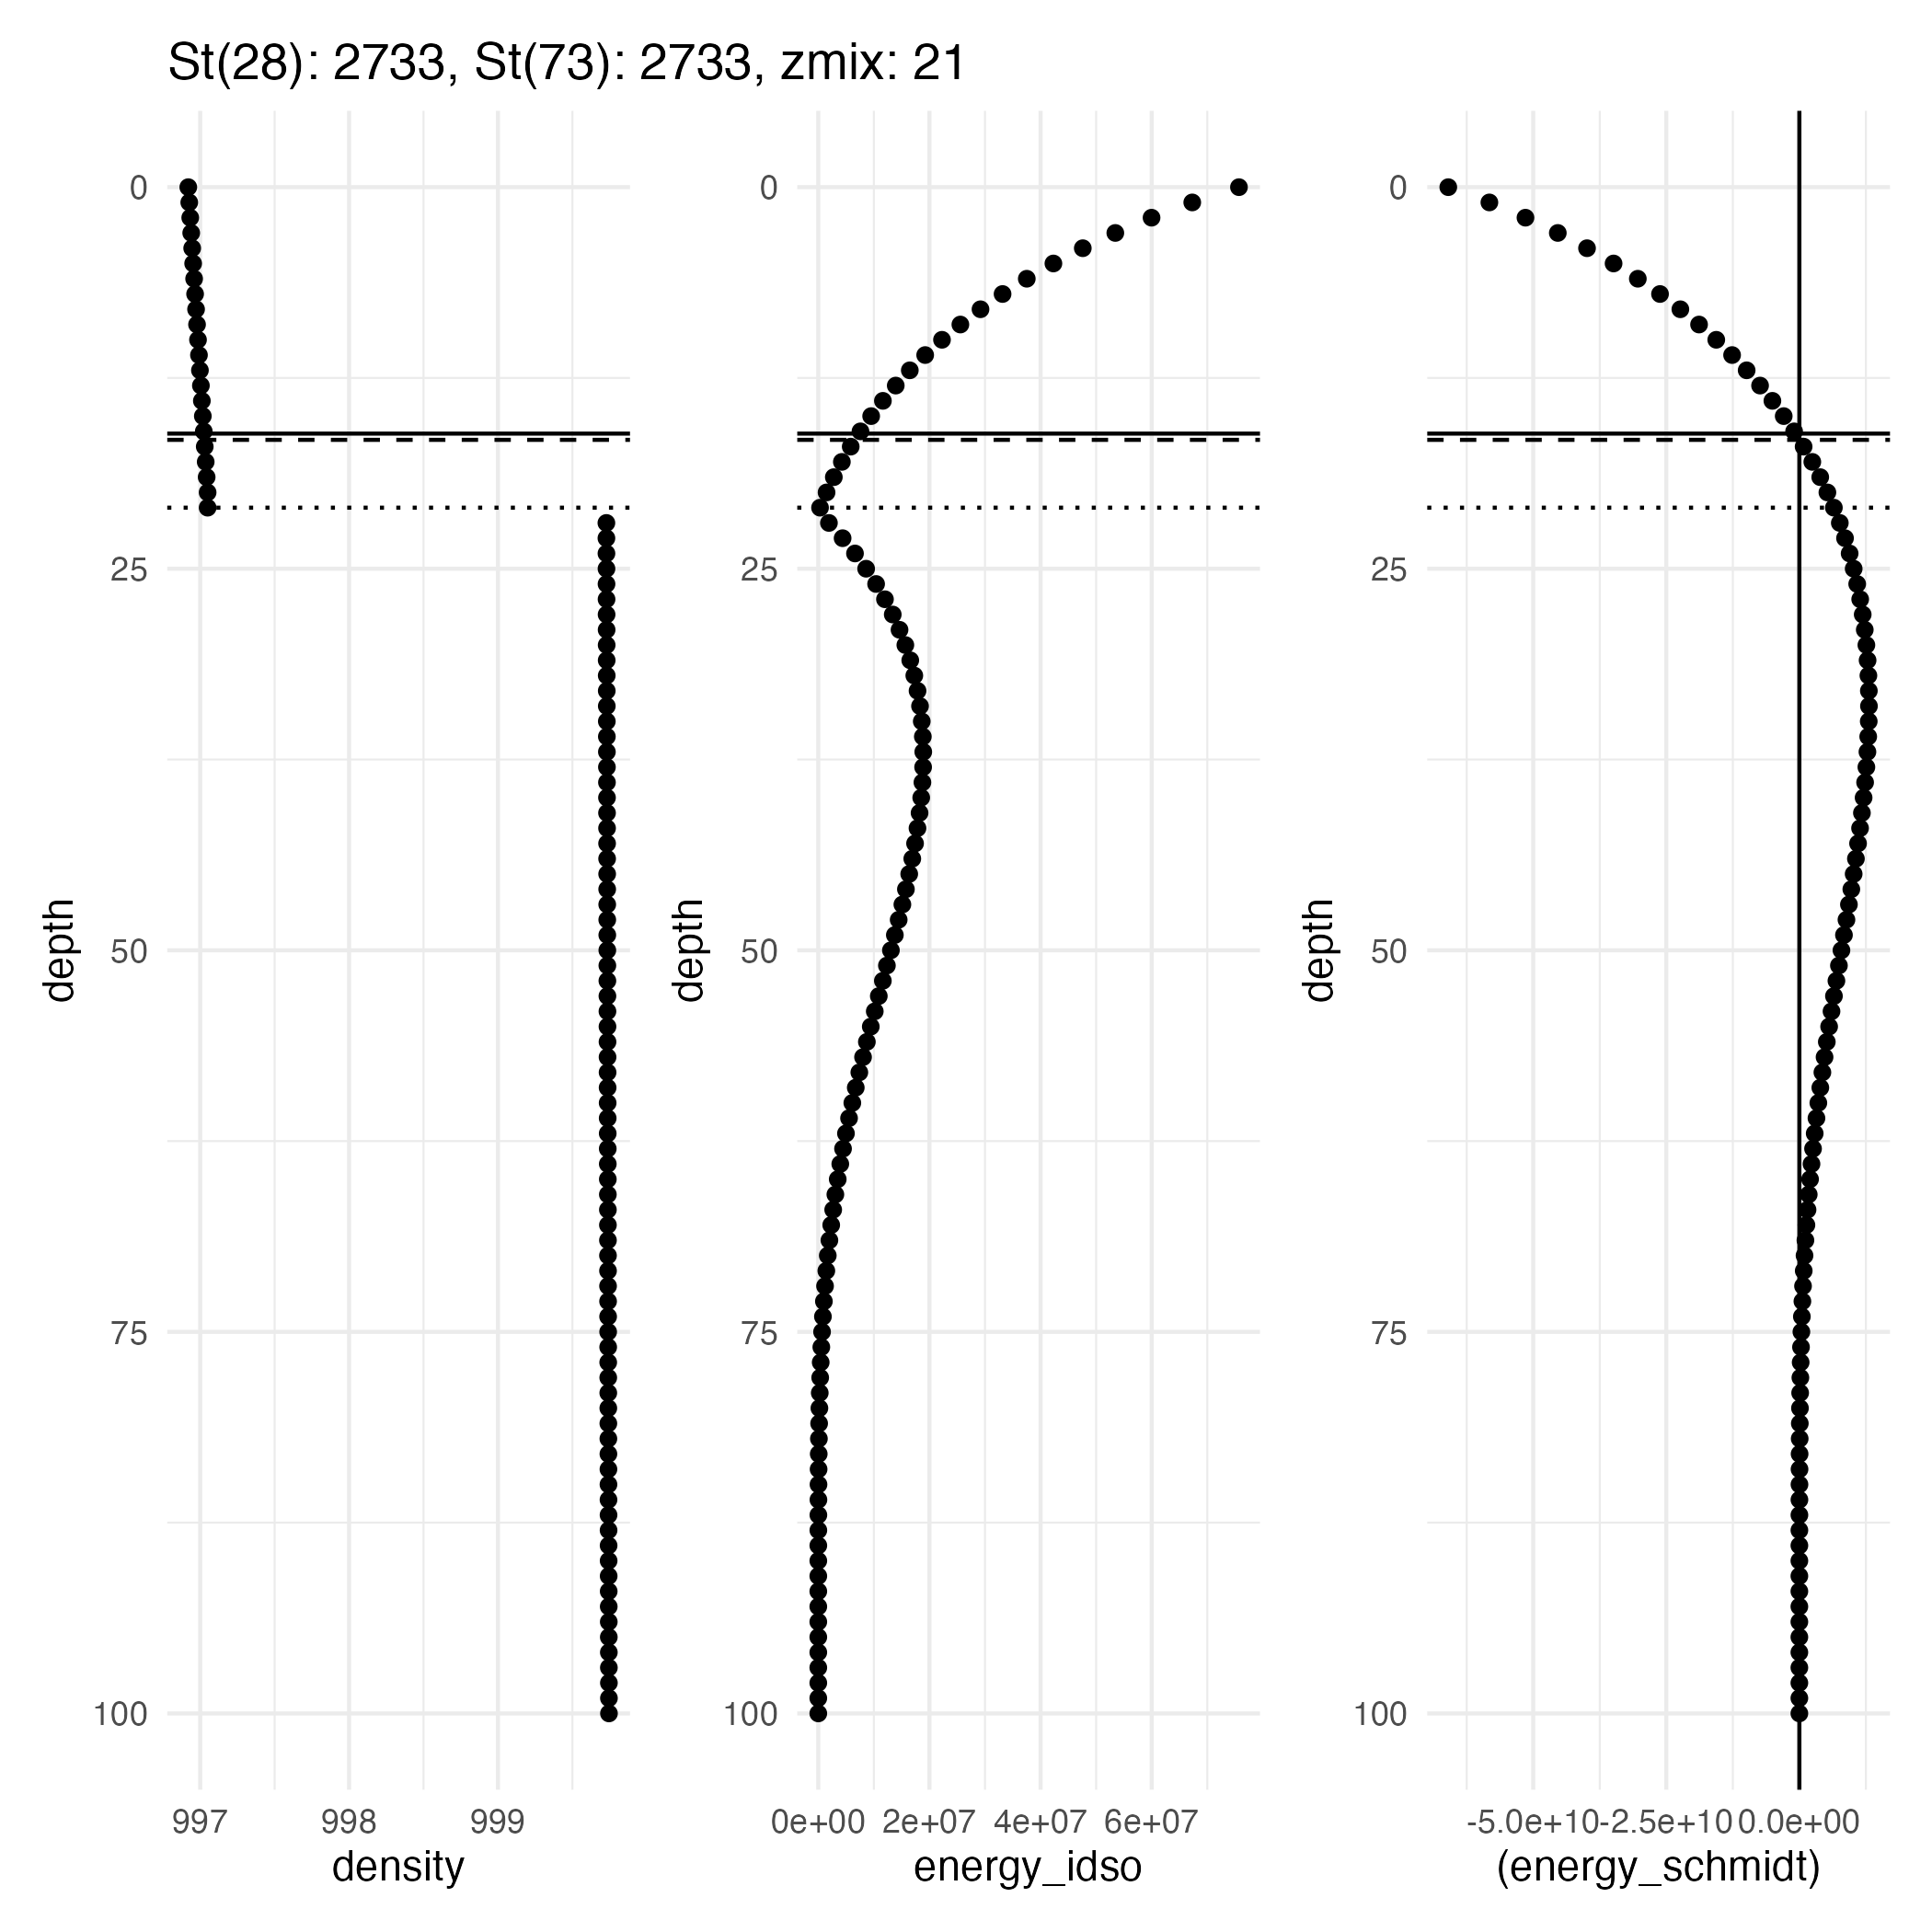 St(28): 2733, St(73): 2733, zmix: 21
0
25
50
75
100
depth
997 998 999
density
0
25
50
75
100
depth
0e+00 2e+07 4e+07 6e+07
energy_idso
0
25
50
75
100
depth
-5.0e+10 -2.5e+10 0.0e+00
(energy_schmidt)